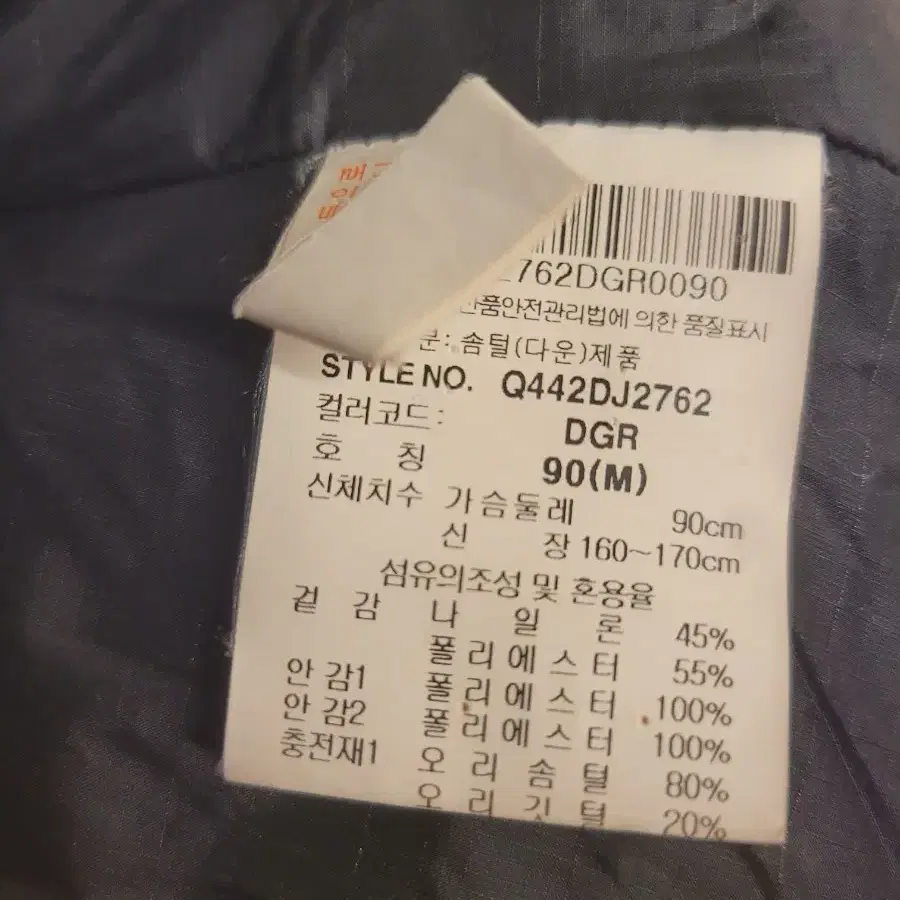 2762DGR0090
품안전관리법에 의한 품질표시
분: 솜털(다운)제품
STYLE NO. Q442DJ2762
컬러코드: DGR
호 칭 90(M)
신체치수 가슴둘레 90cm
신 장 160~170cm
섬유의조성 및 혼용율
겉 감 나 일 론 45%
폴리에스터 55%
안 감1 폴리에스터 100%
안 감2 폴리에스터 100%
충전재1 오 리 솜 털 80%
오 리 깃 털 20%